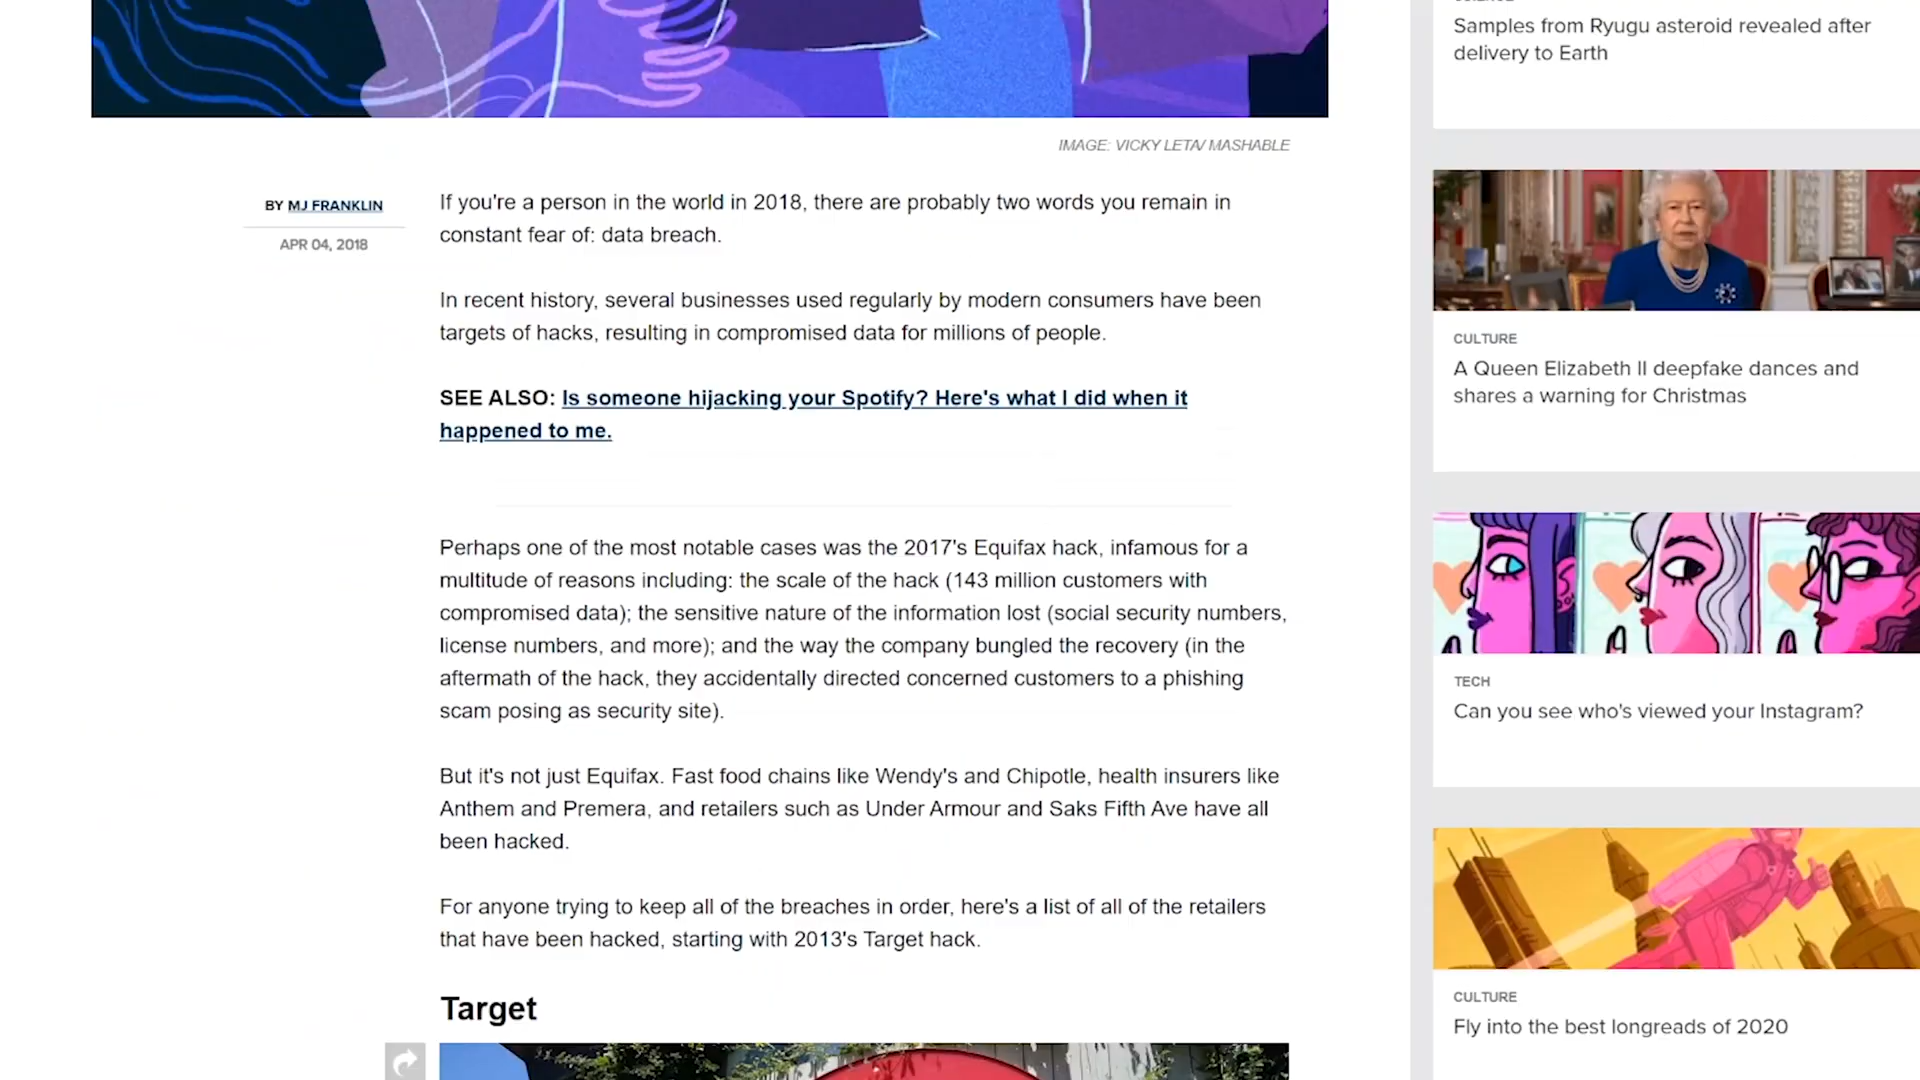 IMAGE: VICKY LETA/ MASHABLE
BY MJ FRANKLIN
APR 04, 2018
If you're a person in the world in 2018, there are probably two words you remain in
constant fear of: data breach.
In recent history, several businesses used regularly by modern consumers have been
targets of hacks, resulting in compromised data for millions of people.
SEE ALSO: Is someone hijacking your Spotify? Here's what I did when it
happened to me.
Perhaps one of the most notable cases was the 2017's Equifax hack, infamous for a
multitude of reasons including: the scale of the hack (143 million customers with
compromised data); the sensitive nature of the information lost (social security numbers,
license numbers, and more); and the way the company bungled the recovery (in the
aftermath of the hack, they accidentally directed concerned customers to a phishing
scam posing as security site).
But it's not just Equifax. Fast food chains like Wendy's and Chipotle, health insurers like
Anthem and Premera, and retailers such as Under Armour and Saks Fifth Ave have all
been hacked.
For anyone trying to keep all of the breaches in order, here's a list of all of the retailers
that have been hacked, starting with 2013's Target hack.
Target
Samples from Ryugu asteroid revealed after
delivery to Earth
CULTURE
A Queen Elizabeth II deepfake dances and
shares a warning for Christmas
TECH
Can you see who's viewed your Instagram?
CULTURE
Fly into the best longreads of 2020